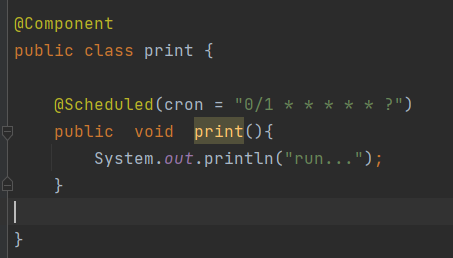 @Component
public class print {
@Scheduled(cron = "0/1 * * * * * ?")
public  void  print(){
System.out.println("run...");
}
}